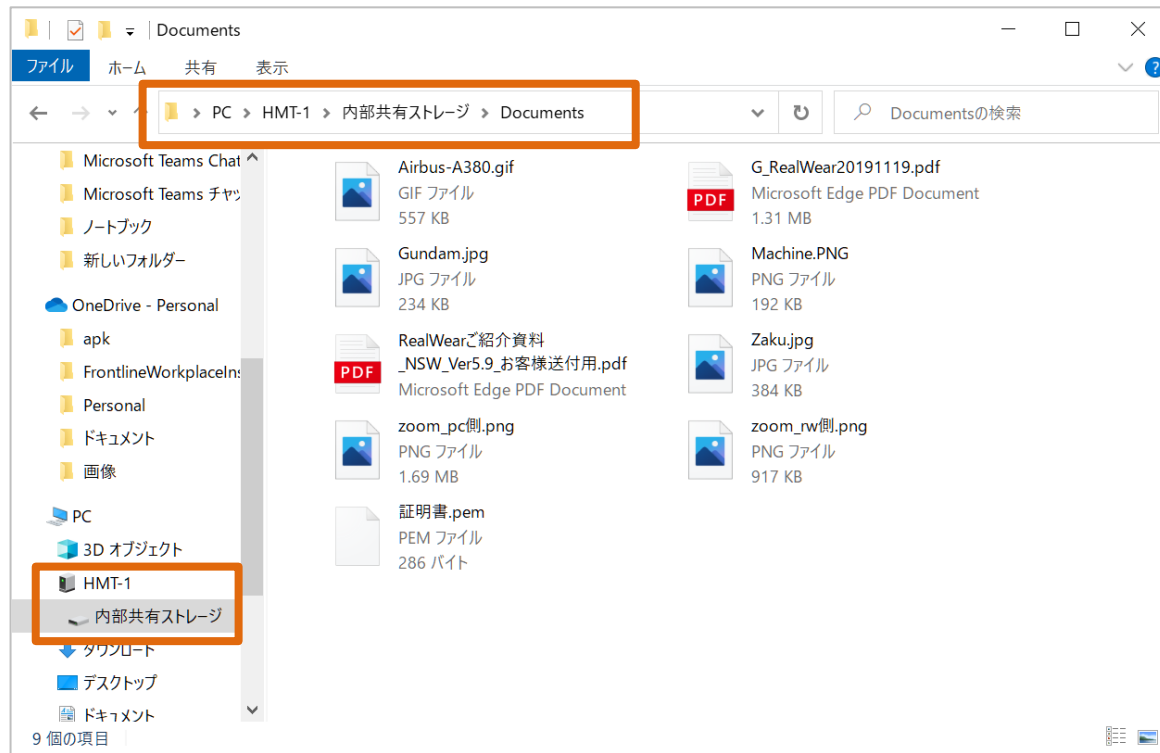 Documents
ファイル ホーム 共有 表示
PC > HMT-1 > 内部共有ストレージ > Documents
Documentsの検索
Microsoft Teams Chat
Microsoft Teams チャッ
ノートブック
新しいフォルダー
OneDrive - Personal
apk
FrontlineWorkplaceIns
Personal
ドキュメント
画像
PC
3D オブジェクト
HMT-1
内部共有ストレージ
ダウンロード
デスクトップ
ドキュメント
Airbus-A380.gif
GIF ファイル
557 KB
G_RealWear20191119.pdf
Microsoft Edge PDF Document
1.31 MB
Gundam.jpg
JPG ファイル
234 KB
Machine.PNG
PNG ファイル
192 KB
PDF
RealWearご紹介資料
_NSW_Ver5.9_お客様送付用.pdf
Microsoft Edge PDF Document
PDF
Zaku.jpg
JPG ファイル
384 KB
zoom_pc側.png
PNG ファイル
1.69 MB
zoom_rw側.png
PNG ファイル
917 KB
証明書.pem
PEM ファイル
286 バイト
9 個の項目